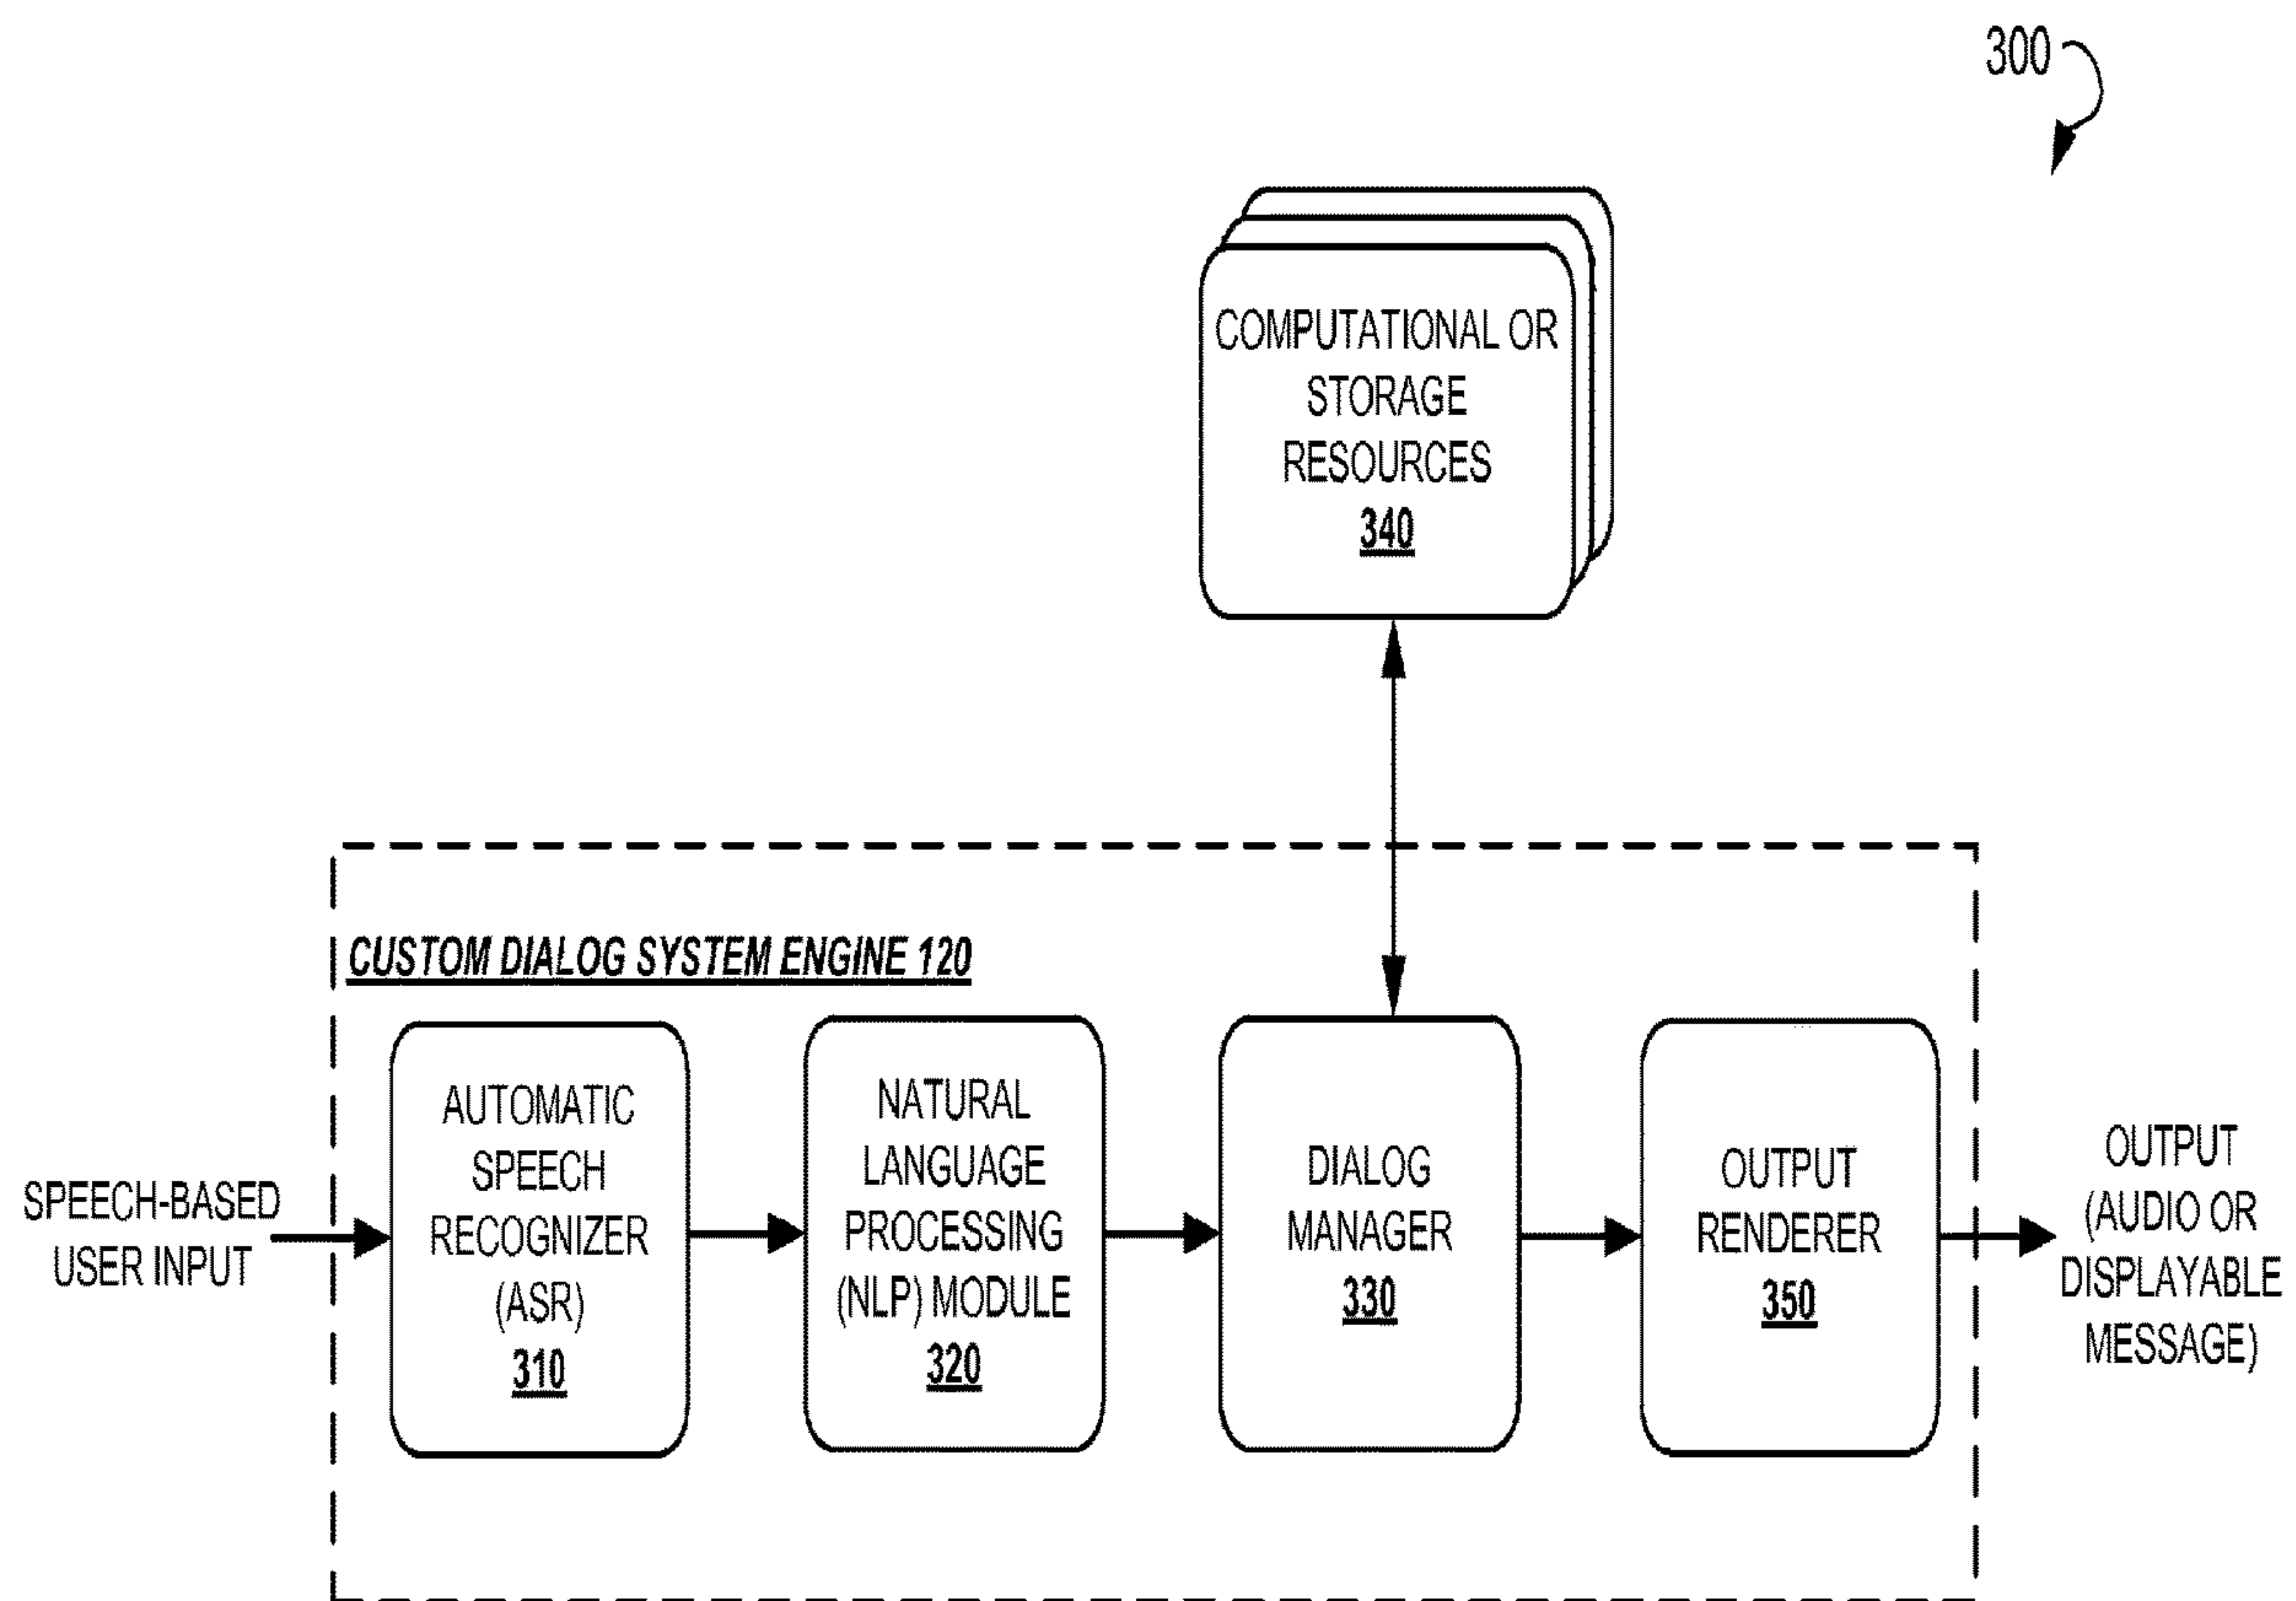 300
COMPUTATIONAL OR
STORAGE
RESOURCES
340
CUSTOM DIALOG SYSTEM ENGINE 120
SPEECH-BASED
USER INPUT
AUTOMATIC
SPEECH
RECOGNIZER
(ASR)
310
NATURAL
LANGUAGE
PROCESSING
(NLP) MODULE
320
DIALOG
MANAGER
330
OUTPUT
RENDERER
350
OUTPUT
(AUDIO OR
DISPLAYABLE
MESSAGE)